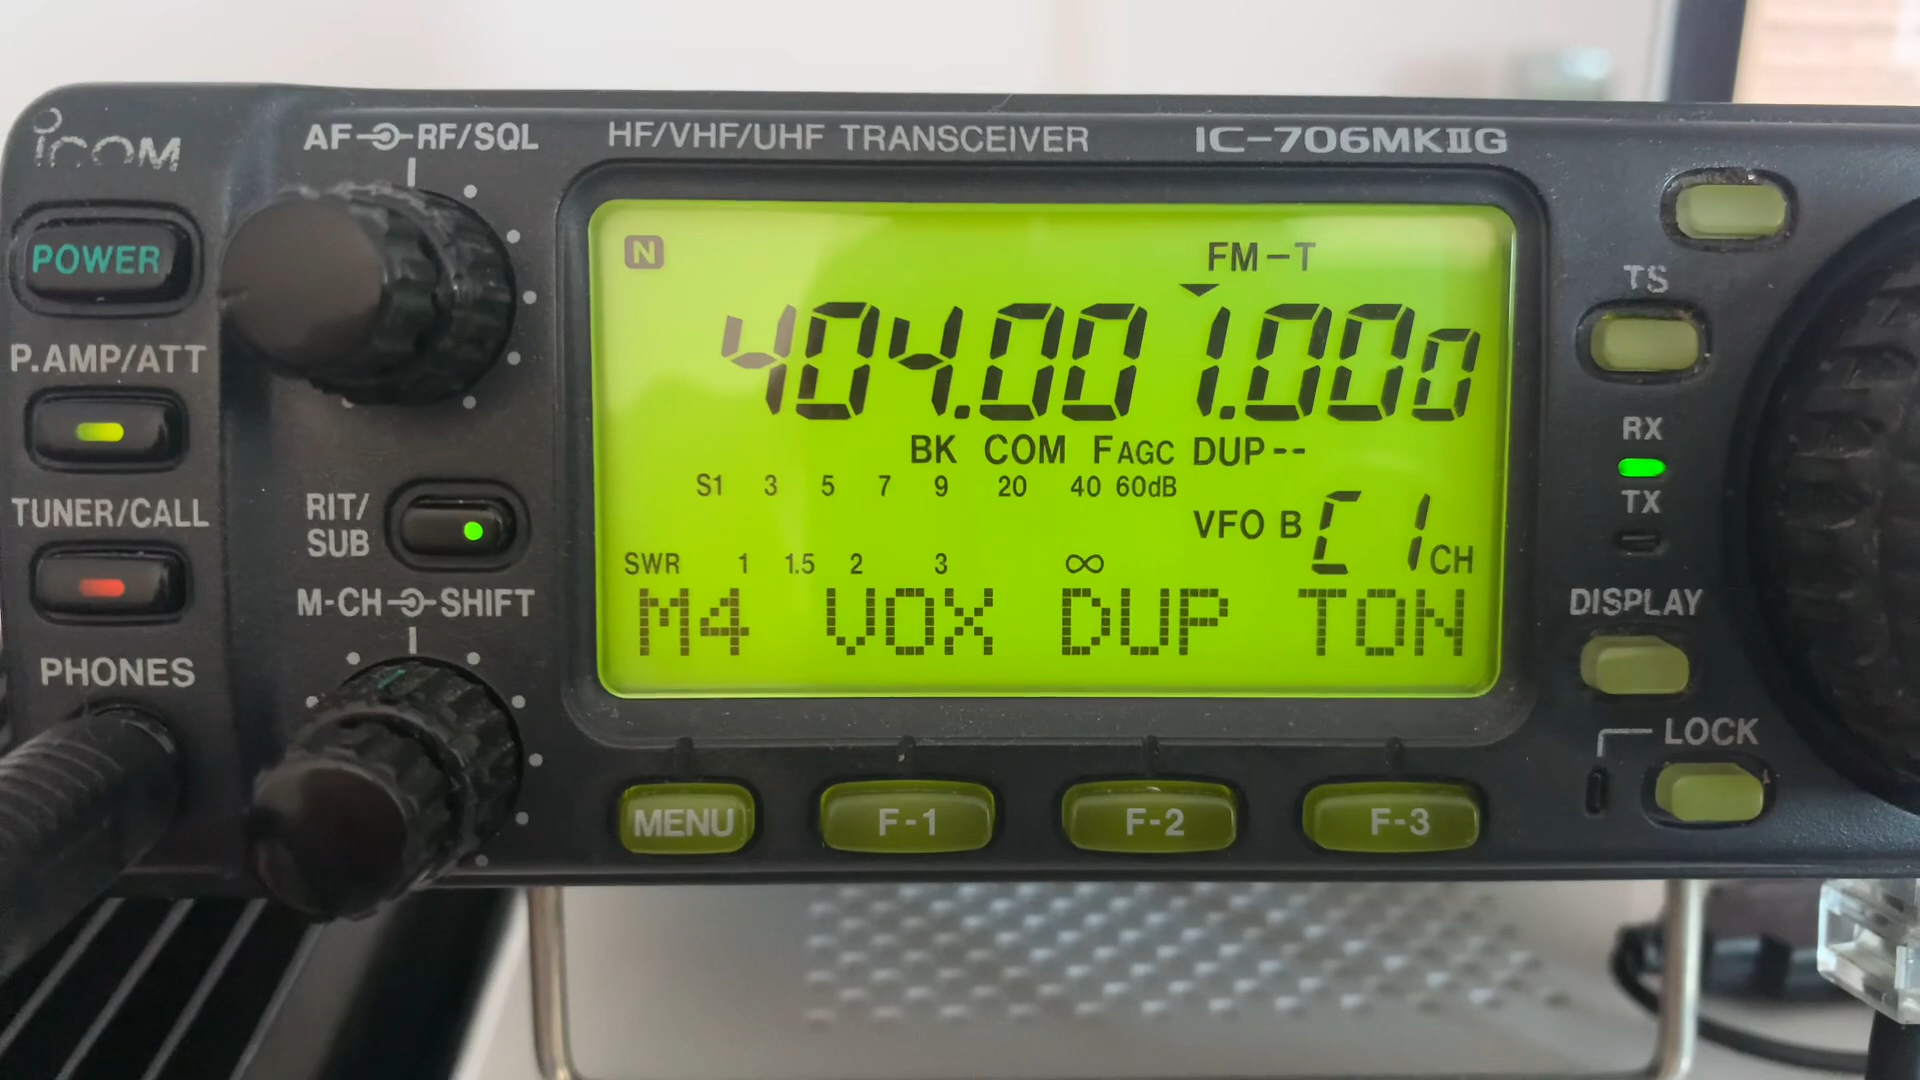 ICOM
AF RF/SQL
HF/VHF/UHF TRANSCEIVER
IC-706MKIIG
POWER
N
FM-T
TS
404.001.000
P.AMP/ATT
RX
BK COM FAGC DUP--
S1 3 5 7 9 20 40 60dB
TUNER/CALL
RIT/
SUB
TX
VFO B C1 CH
SWR 1 1.5 2 3 ∞
M-CH SHIFT
M4 VOX DUP TON
DISPLAY
PHONES
LOCK
MENU F-1 F-2 F-3